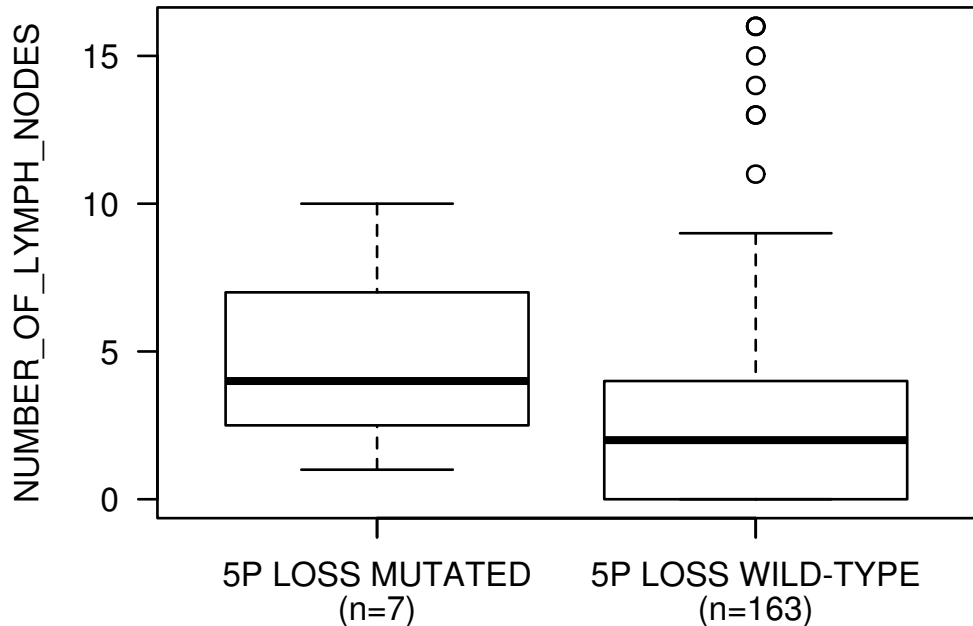 NUMBER_OF_LYMPH_NODES
15
10
5
0
5P LOSS MUTATED
(n=7)
5P LOSS WILD-TYPE
(n=163)